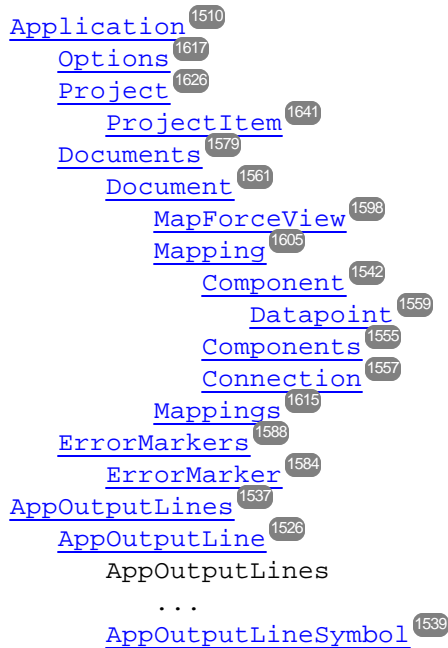 Application 1510
Options 1617
Project 1626
ProjectItem 1641
Documents 1579
Document 1561
MapForceView 1598
Mapping 1605
Component 1542
Datapoint 1559
Components 1555
Connection 1557
Mappings 1615
ErrorMarkers 1588
ErrorMarker 1584
AppOutputLines 1537
AppOutputLine 1526
AppOutputLines
...
AppOutputLineSymbol 1539